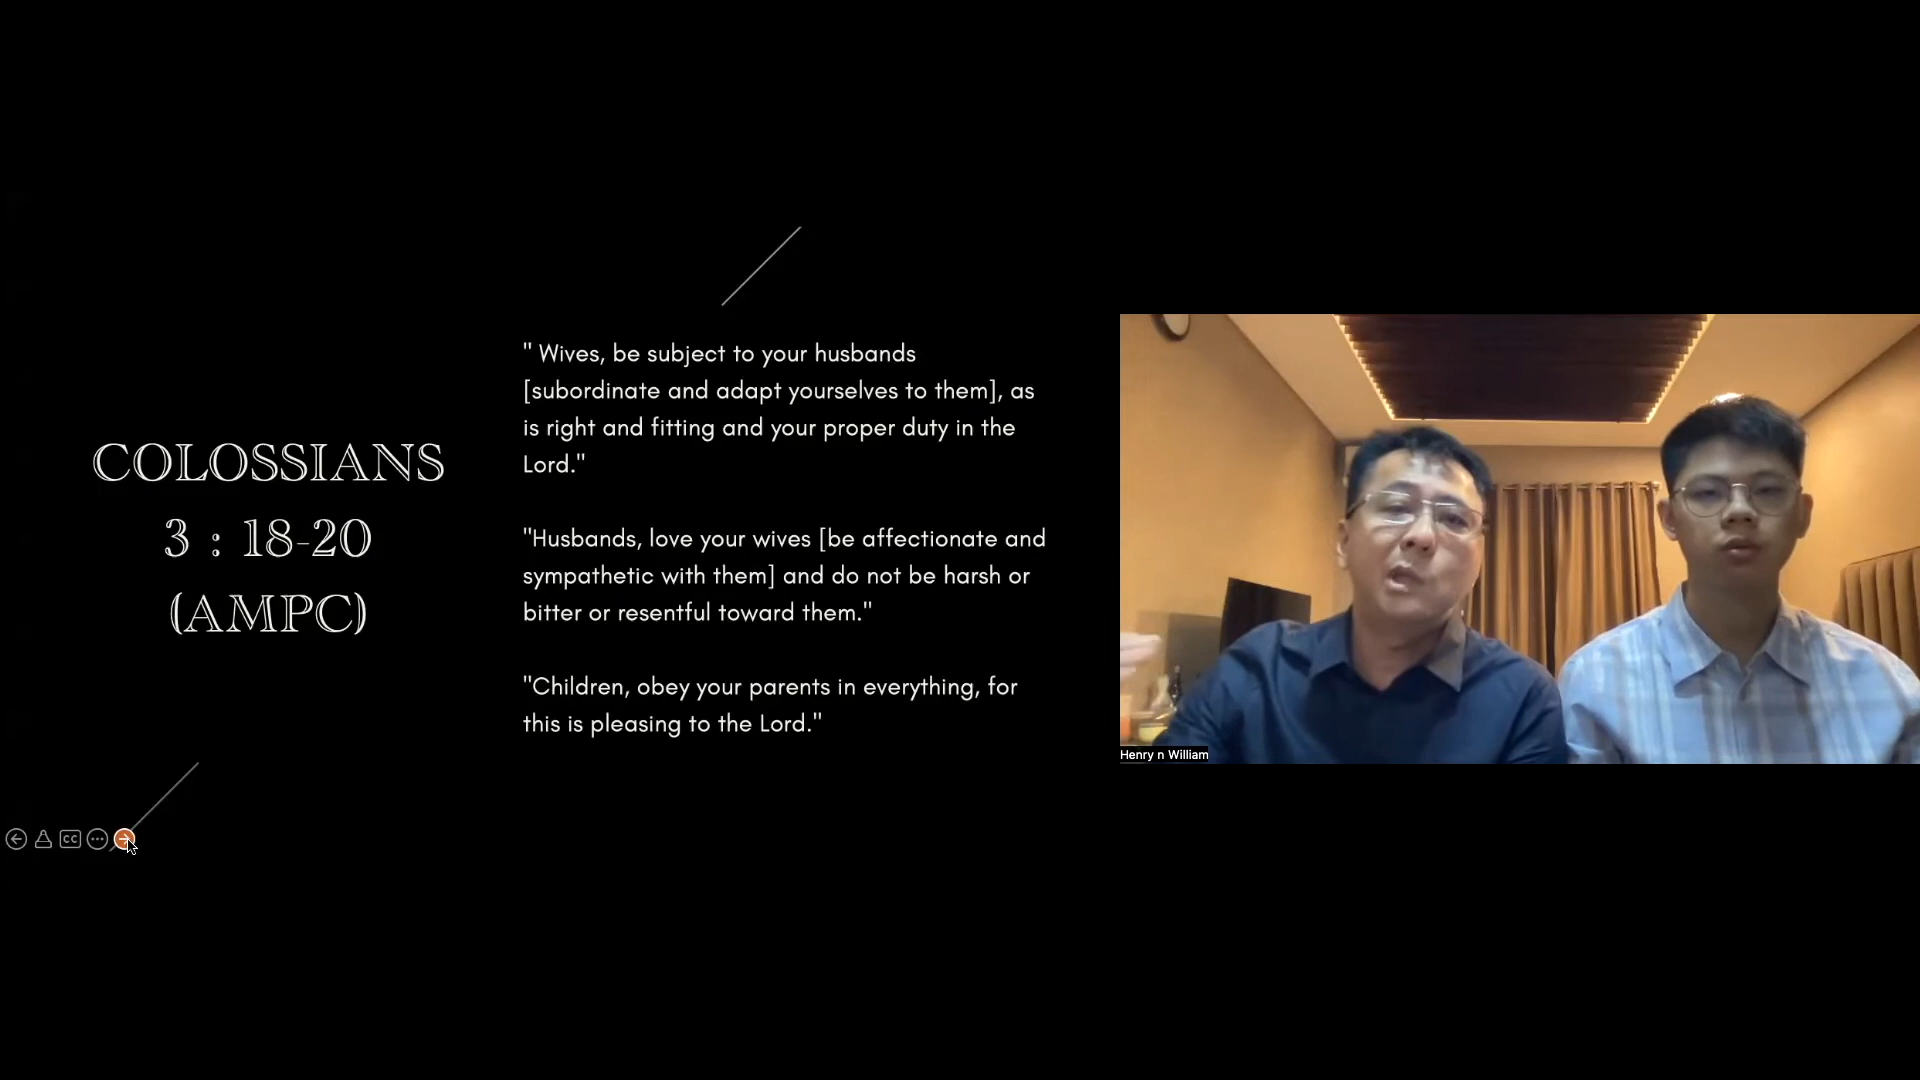 COLOSSIANS
3 : 18-20
(AMPC)
" Wives, be subject to your husbands
[subordinate and adapt yourselves to them], as
is right and fitting and your proper duty in the
Lord."
"Husbands, love your wives [be affectionate and
sympathetic with them] and do not be harsh or
bitter or resentful toward them."
"Children, obey your parents in everything, for
this is pleasing to the Lord."
Henry n William
CC